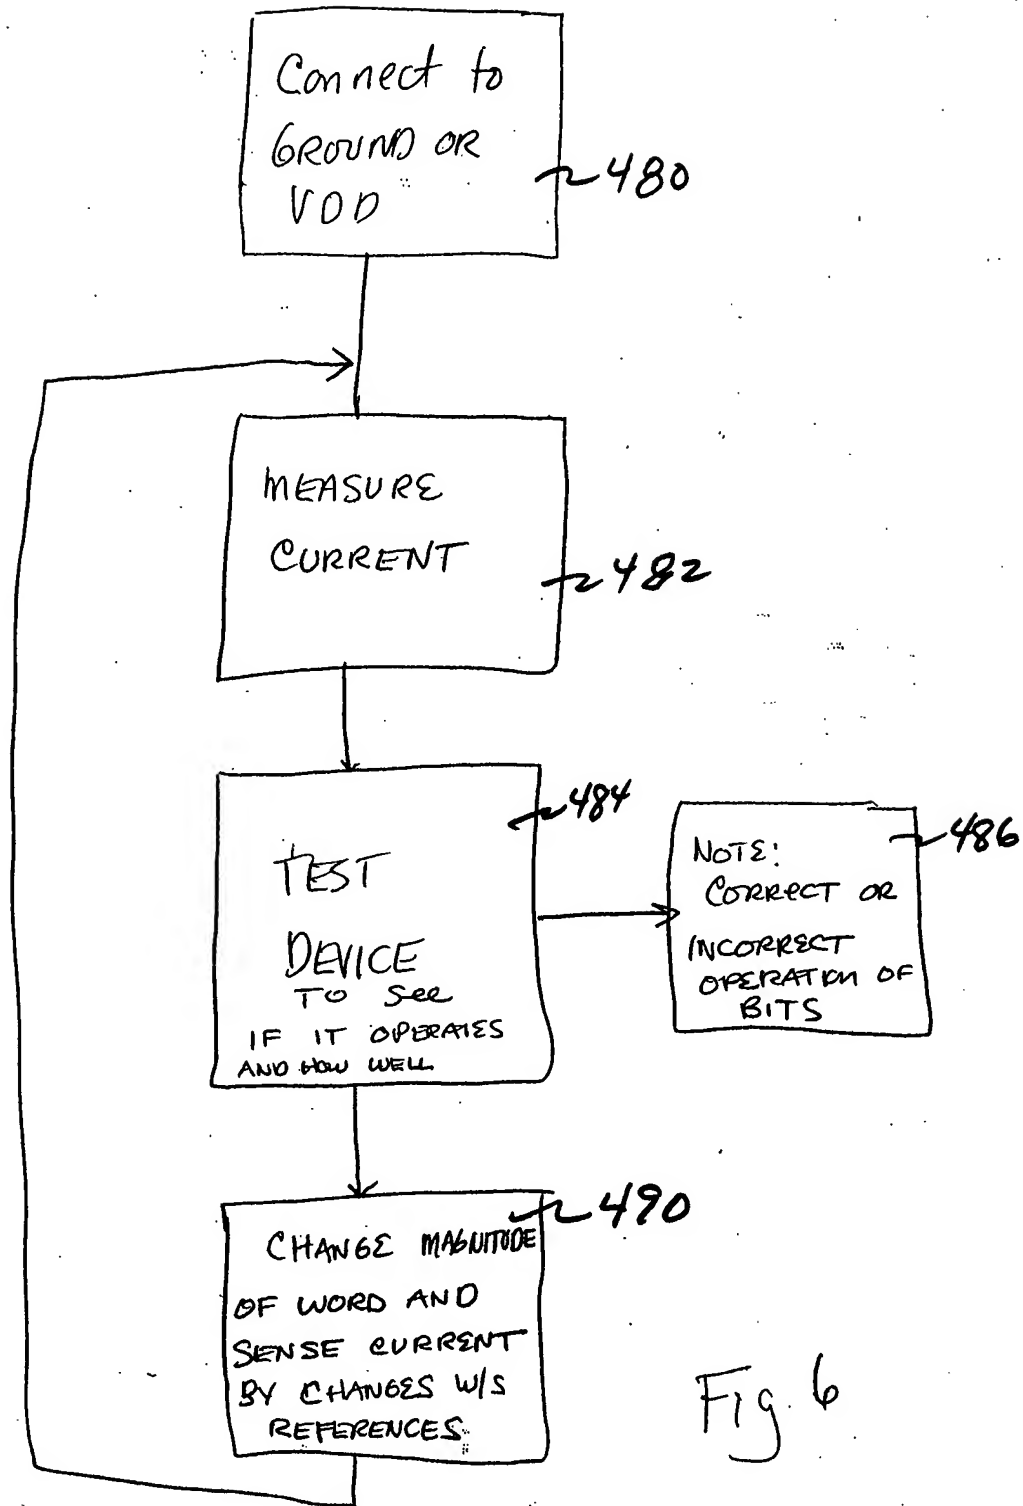 Connect to
GROUND OR
VDD
480
MEASURE
CURRENT
482
TEST
DEVICE
TO See
IF IT OPERATES
AND HOW WELL
484
NOTE:
CORRECT OR
INCORRECT
OPERATION OF
BITS
486
CHANGE MAGNITUDE
OF WORD AND
SENSE CURRENT
BY CHANGES W/S
REFERENCES
490
Fig. 6